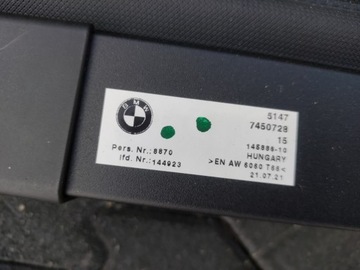 BMW
5147
7450728
15
145886-10
Pers. Nr.: 8870
HUNGARY
lfd. Nr.: 144923
>EN AW 6060 T66<
21.07.21